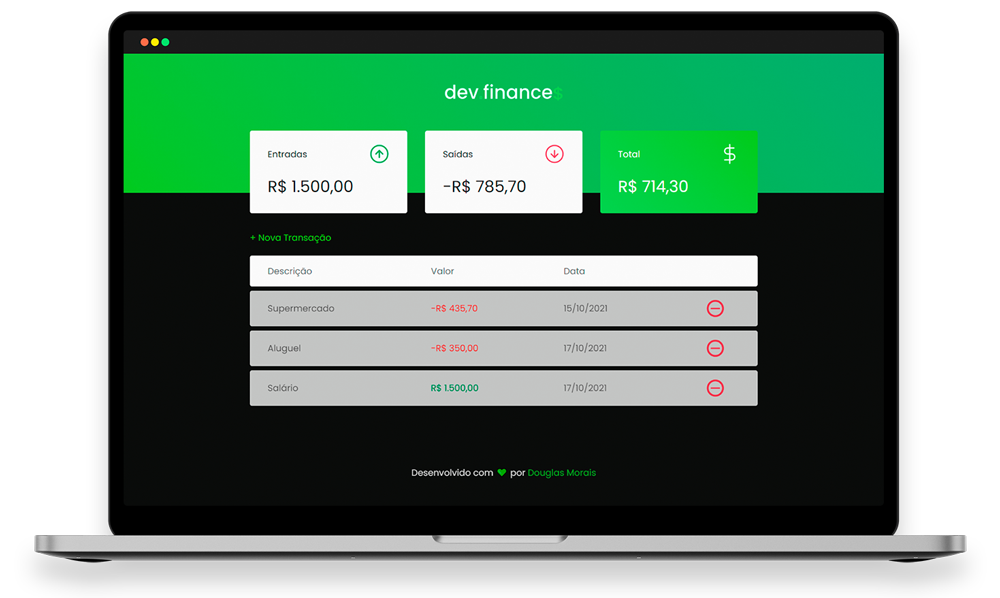 dev finance$
Entradas
R$ 1.500,00
Saídas
-R$ 785,70
Total
$
R$ 714,30
+ Nova Transação
Descrição Valor Data
Supermercado -R$ 435,70 15/10/2021
Aluguel -R$ 350,00 17/10/2021
Salário R$ 1.500,00 17/10/2021
Desenvolvido com ♥ por Douglas Morais